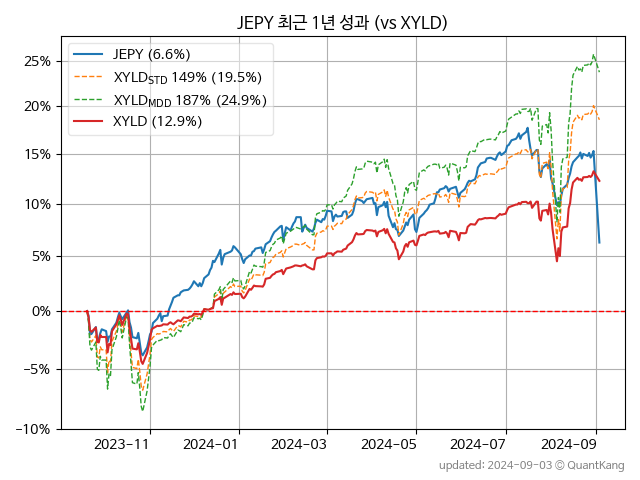 JEPY 최근 1년 성과 (vs XYLD)
JEPY (6.6%)
XYLD_STD 149% (19.5%)
XYLD_MDD 187% (24.9%)
XYLD (12.9%)
25%
20%
15%
10%
5%
0%
−5%
−10%
2023-11
2024-01
2024-03
2024-05
2024-07
2024-09
updated: 2024-09-03 © QuantKang